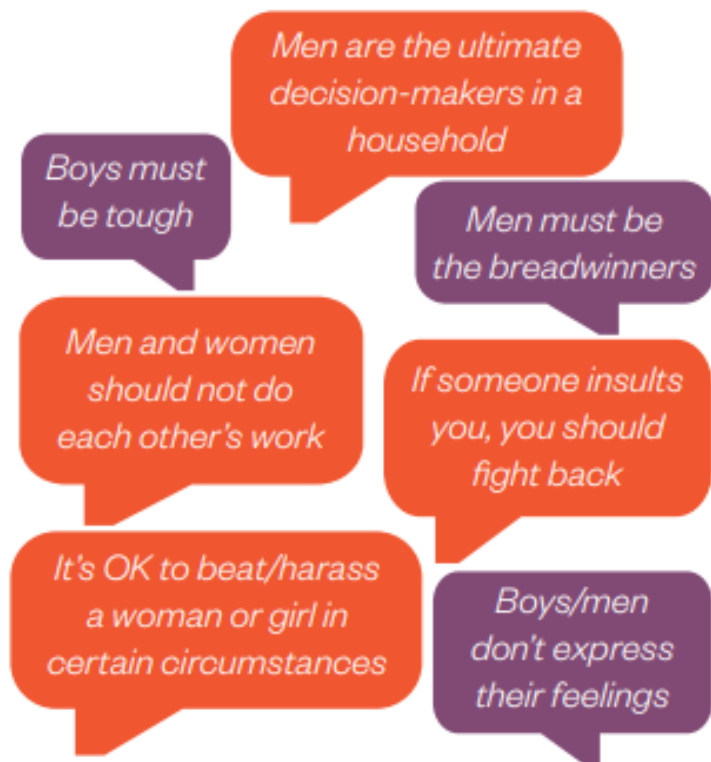 Men are the ultimate
decision-makers in a
household
Boys must
be tough
Men must be
the breadwinners
Men and women
should not do
each other's work
If someone insults
you, you should
fight back
It's OK to beat/harass
a woman or girl in
certain circumstances
Boys/men
don't express
their feelings